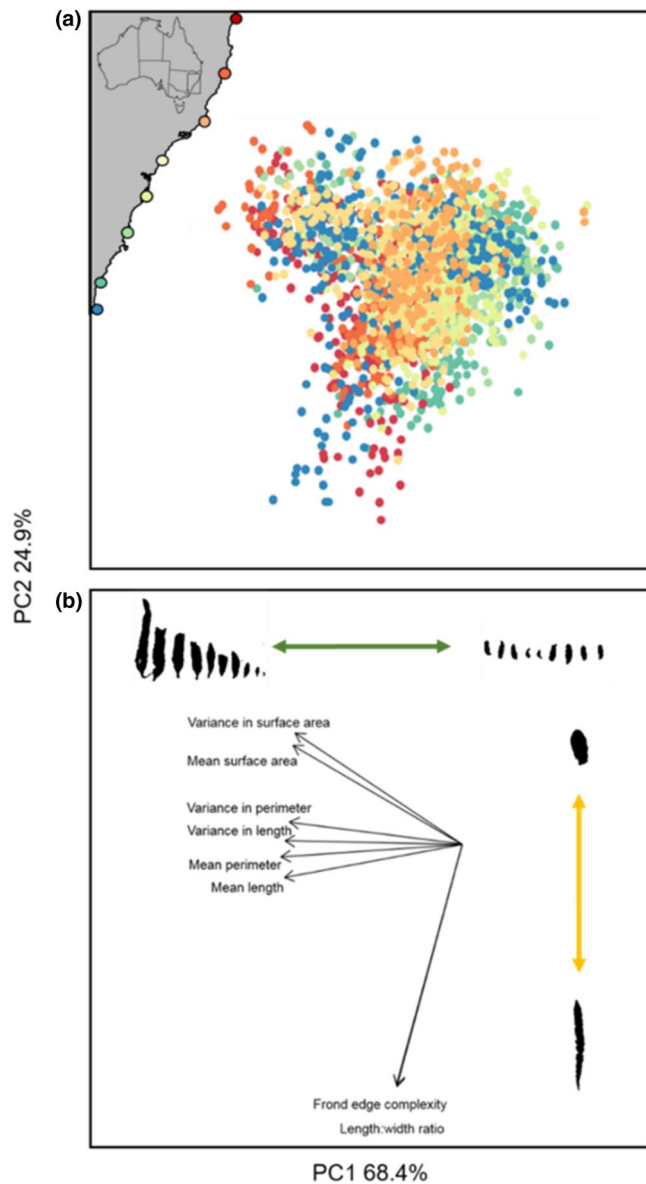 (a)
PC2 24.9%
(b)
Variance in surface area
Mean surface area
Variance in perimeter
Variance in length
Mean perimeter
Mean length
Frond edge complexity
Length:width ratio
PC1 68.4%